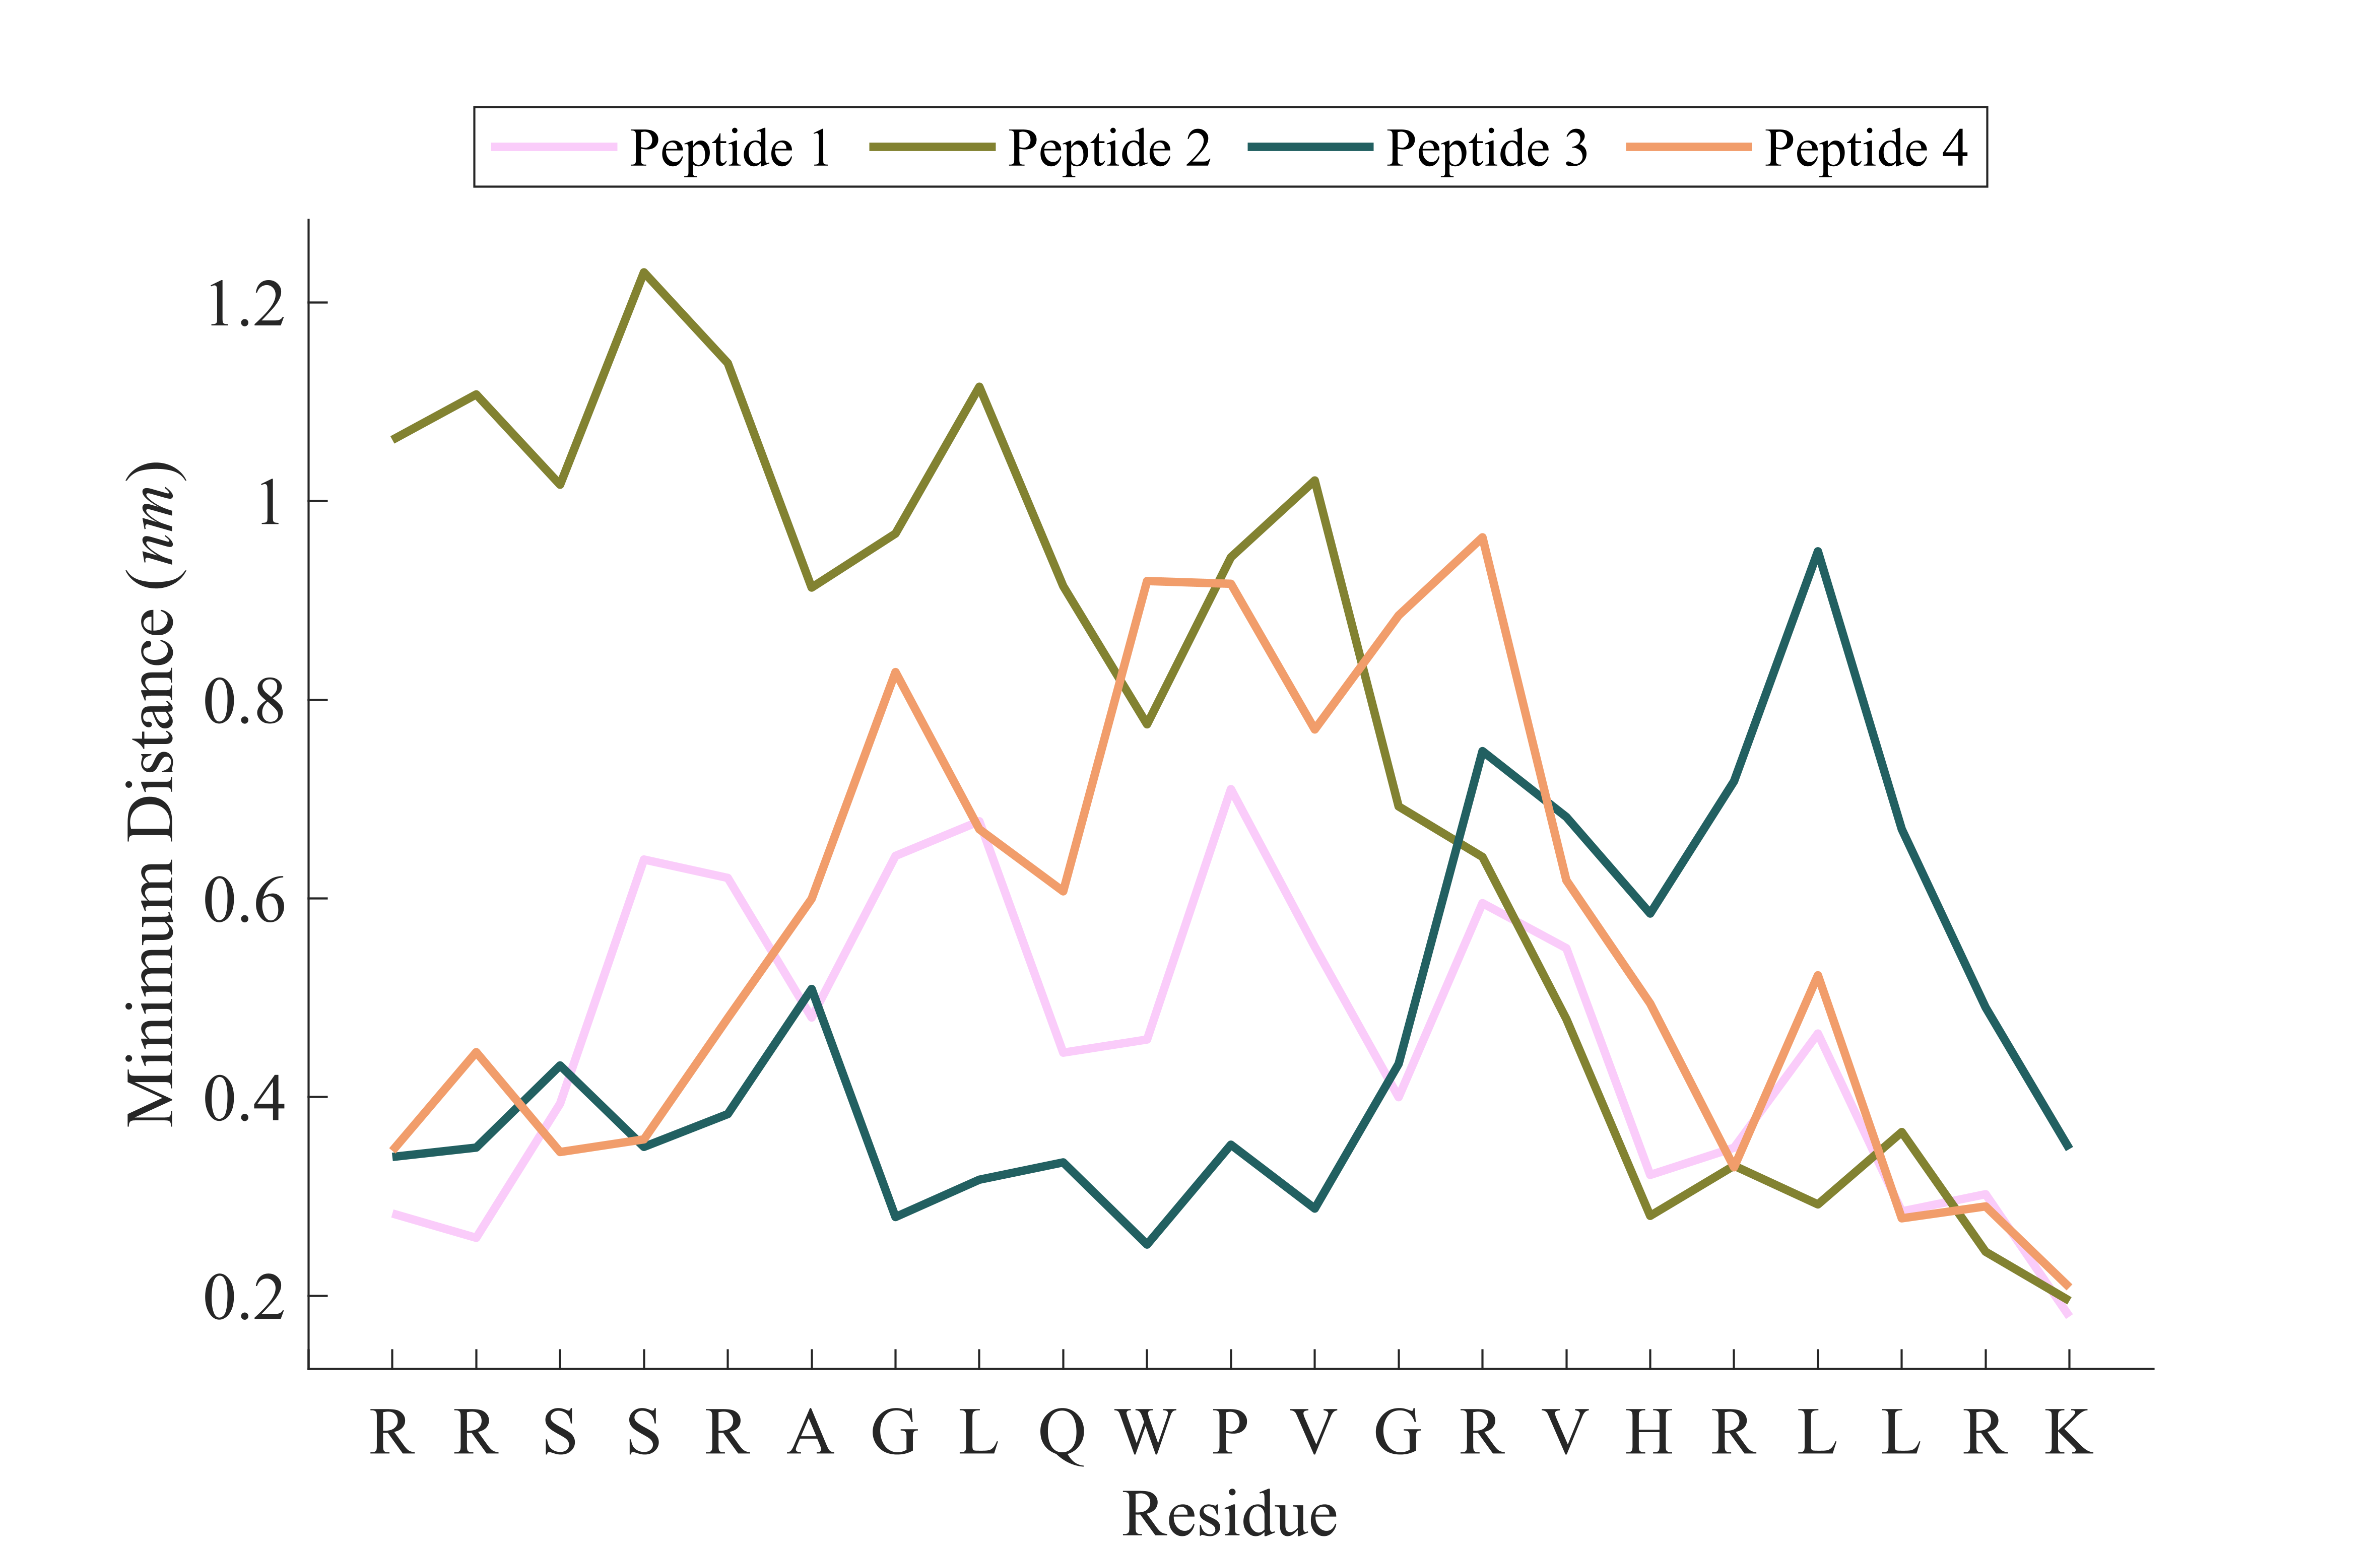 Peptide 1 Peptide 2 Peptide 3 Peptide 4
Minimum Distance (nm)
1.2
1
0.8
0.6
0.4
0.2
R R S S R A G L Q W P V G R V H R L L R K
Residue